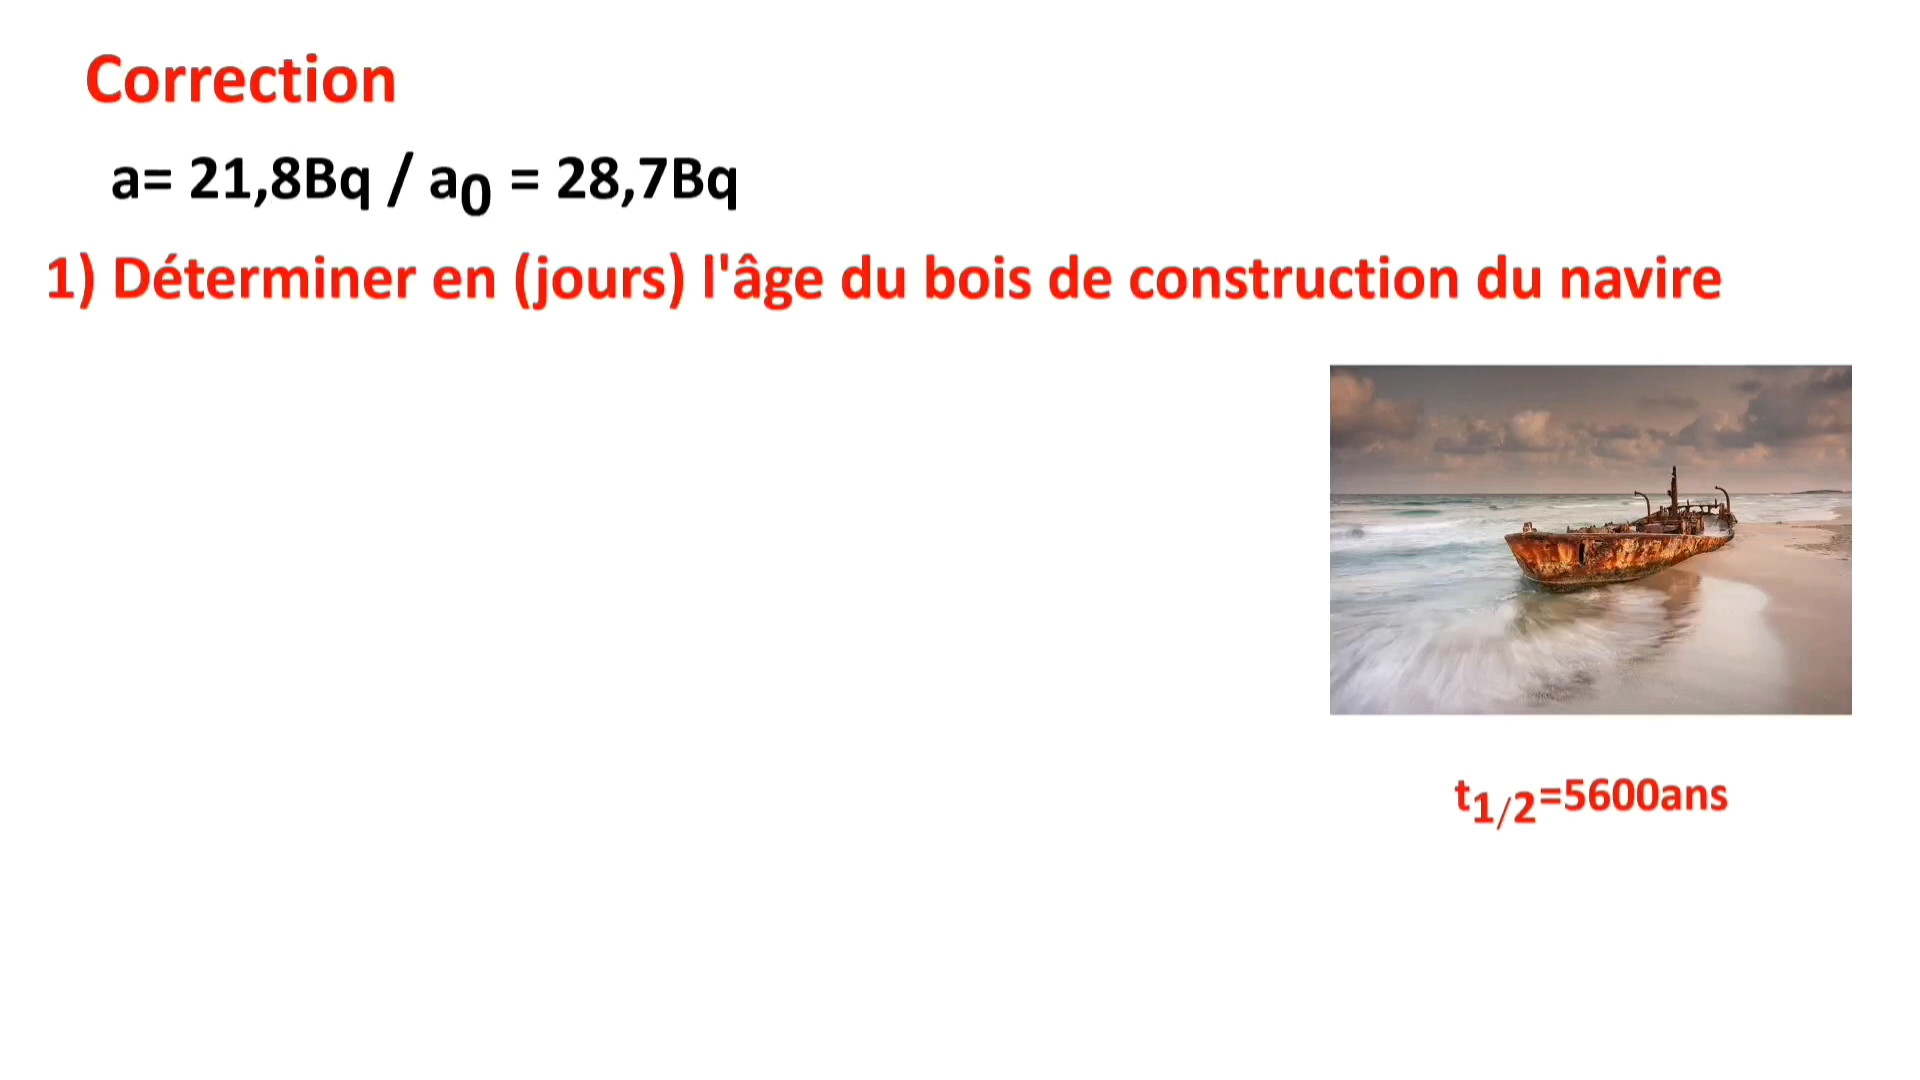 Correction
a= 21,8Bq / a0 = 28,7Bq
1) Déterminer en (jours) l'âge du bois de construction du navire
t1/2=5600ans